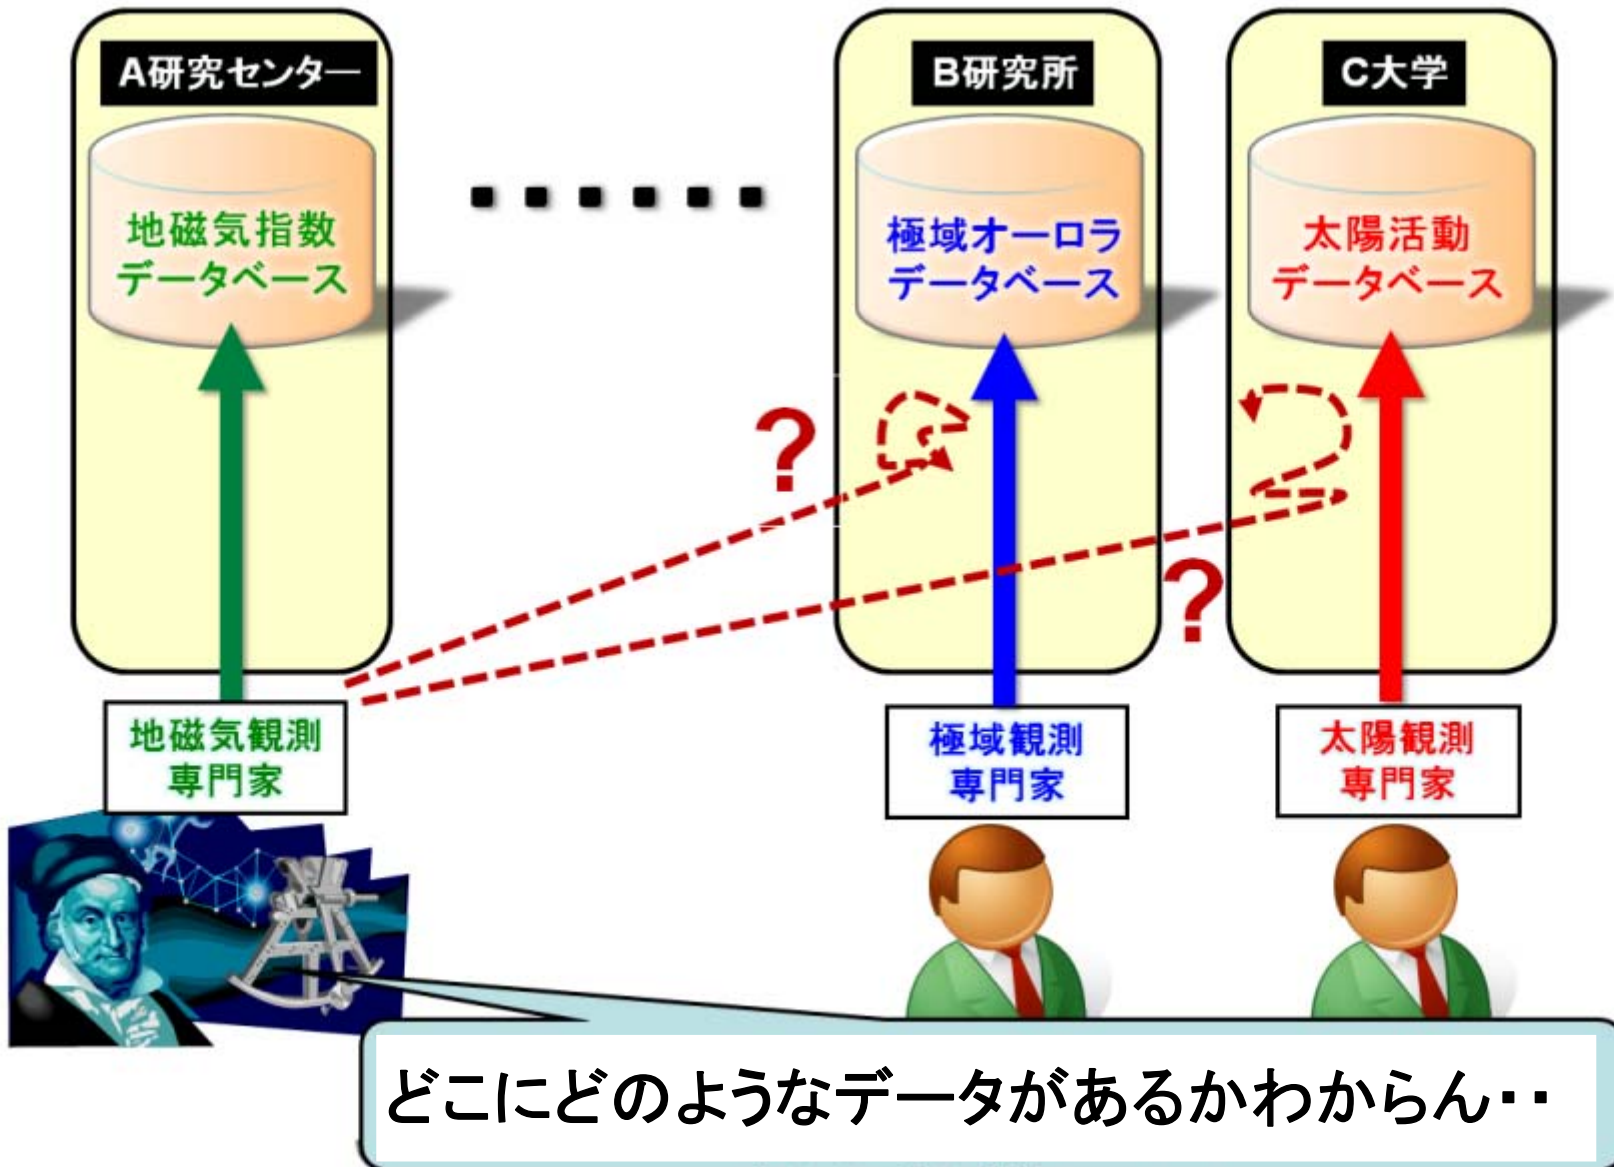 A研究センター
B研究所
C大学
地磁気指数
データベース
極域オーロラ
データベース
太陽活動
データベース
?
?
地磁気観測
専門家
極域観測
専門家
太陽観測
専門家
どこにどのようなデータがあるかわからん・・